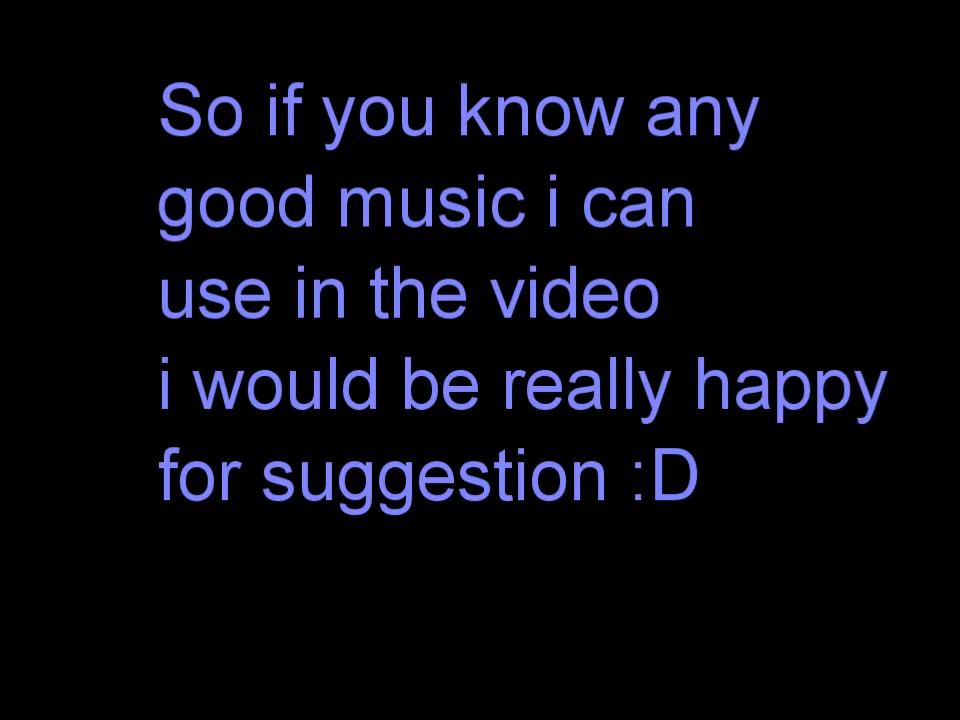 So if you know any
good music i can
use in the video
i would be really happy
for suggestion :D